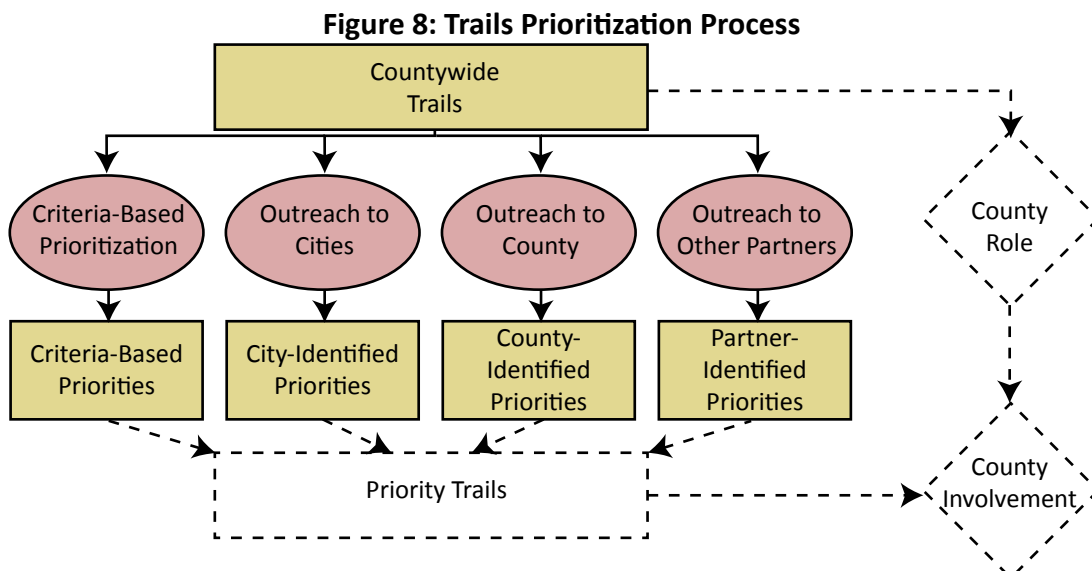 Figure 8: Trails Prioritization Process
Countywide
Trails
Criteria-Based
Prioritization
Outreach to
Cities
Outreach to
County
Outreach to
Other Partners
County
Role
Criteria-Based
Priorities
City-Identified
Priorities
County-
Identified
Priorities
Partner-
Identified
Priorities
Priority Trails
County
Involvement